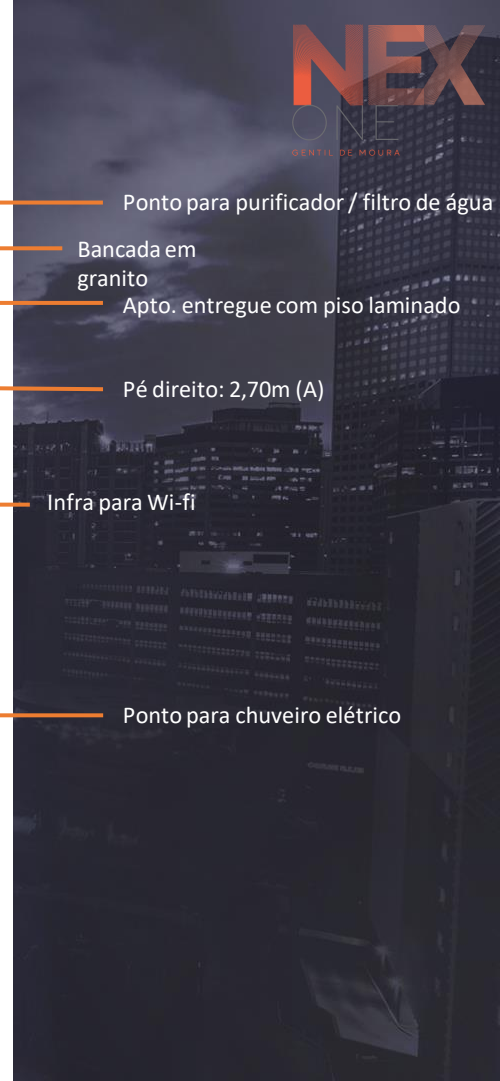 NEX
ONE
GENTIL DE MOURA
Ponto para purificador / filtro de água
Bancada em
granito
Apto. entregue com piso laminado
Pé direito: 2,70m (A)
Infra para Wi-fi
Ponto para chuveiro elétrico